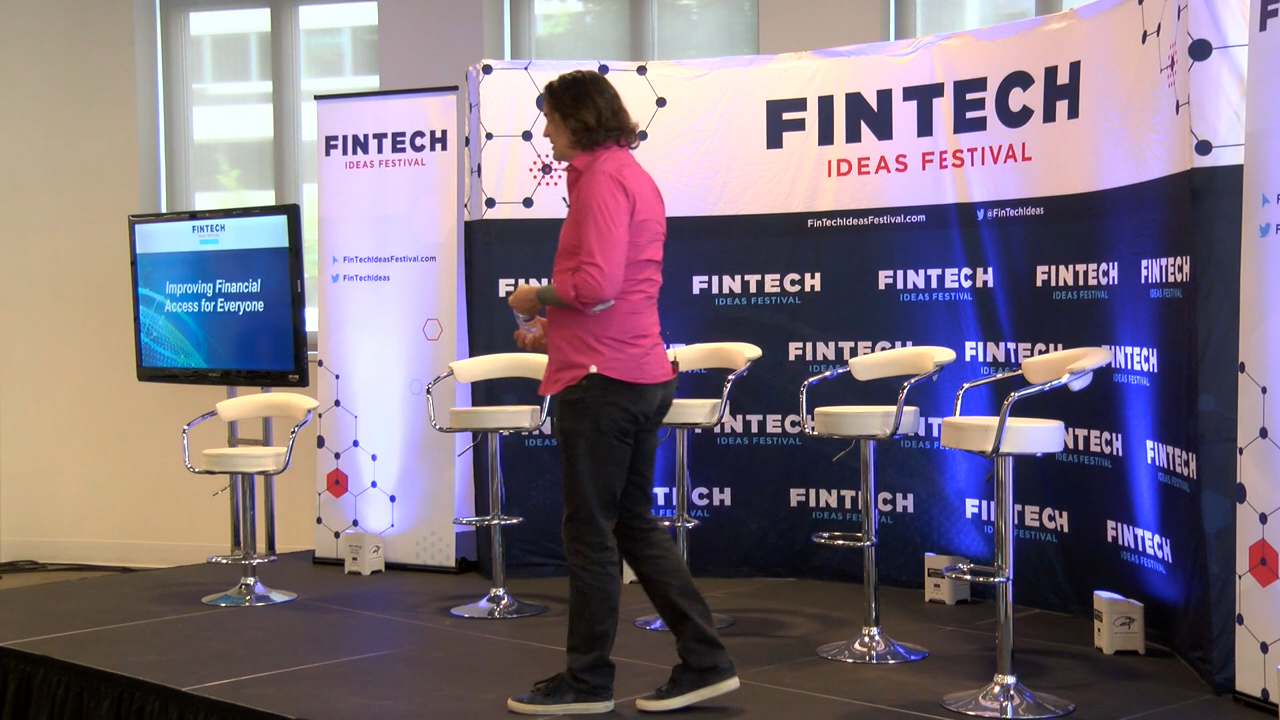 FINTECH
IDEAS FESTIVAL
FinTechIdeasFestival.com
FinTechIdeas
FINTECH
Improving Financial
Access for Everyone
FINTECH
IDEAS FESTIVAL
FinTechIdeasFestival.com
@FinTechIdeas
FINTECH
IDEAS FESTIVAL
FINTECH
IDEAS FESTIVAL
FINTECH
IDEAS FESTIVAL
FINTECH
IDEAS FESTIVAL
FINTECH
FINTECH
FINTECH
IDEAS FESTIVAL
FINTECH
IDEAS FESTIVAL
FINTECH
IDEAS FESTIVAL
FINTECH
IDEAS FESTIVAL
FINTECH
IDEAS FESTIVAL
FINTECH
FINTECH
IDEAS FESTIVAL
FINTECH
IDEAS FESTIVAL